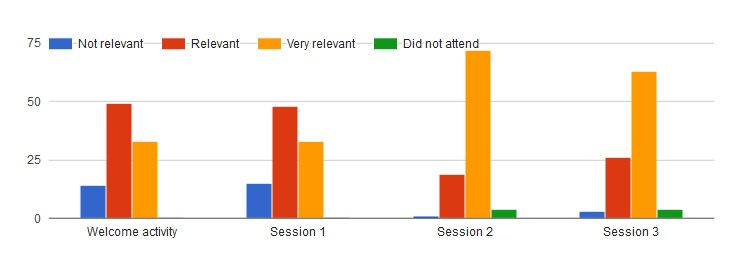 75
Not relevant Relevant Very relevant Did not attend
50
25
0
Welcome activity Session 1 Session 2 Session 3